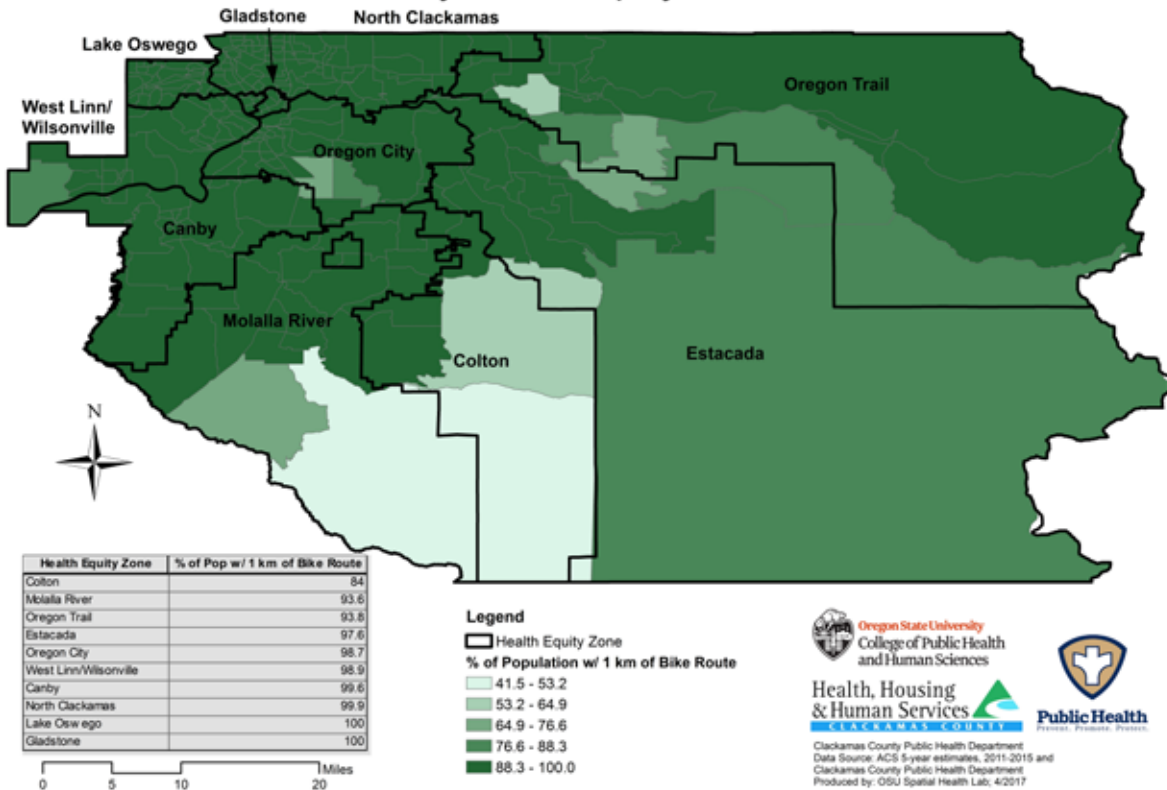 Gladstone
North Clackamas
Lake Oswego
Oregon Trail
West Linn/
Wilsonville
Oregon City
Canby
Molalla River
Colton
Estacada
N
Health Equity Zone % of Pop w/ 1 km of Bike Route
Colton 84
Molalla River 93.6
Oregon Trail 93.8
Estacada 97.6
Oregon City 98.7
West Linn/Wilsonville 98.9
Canby 99.6
North Clackamas 99.9
Lake Oswego 100
Gladstone 100
Miles
0 5 10 20
Legend
Health Equity Zone
% of Population w/ 1 km of Bike Route
41.5 - 53.2
53.2 - 64.9
64.9 - 76.6
76.6 - 88.3
88.3 - 100.0
Oregon State University
College of Public Health
and Human Sciences
Health, Housing
& Human Services
CLACKAMAS COUNTY
Public Health
Prevent. Promote. Protect.
Clackamas County Public Health Department
Data Source: ACS 5-year estimates, 2011-2015 and
Clackamas County Public Health Department
Produced by: OSU Spatial Health Lab; 4/2017